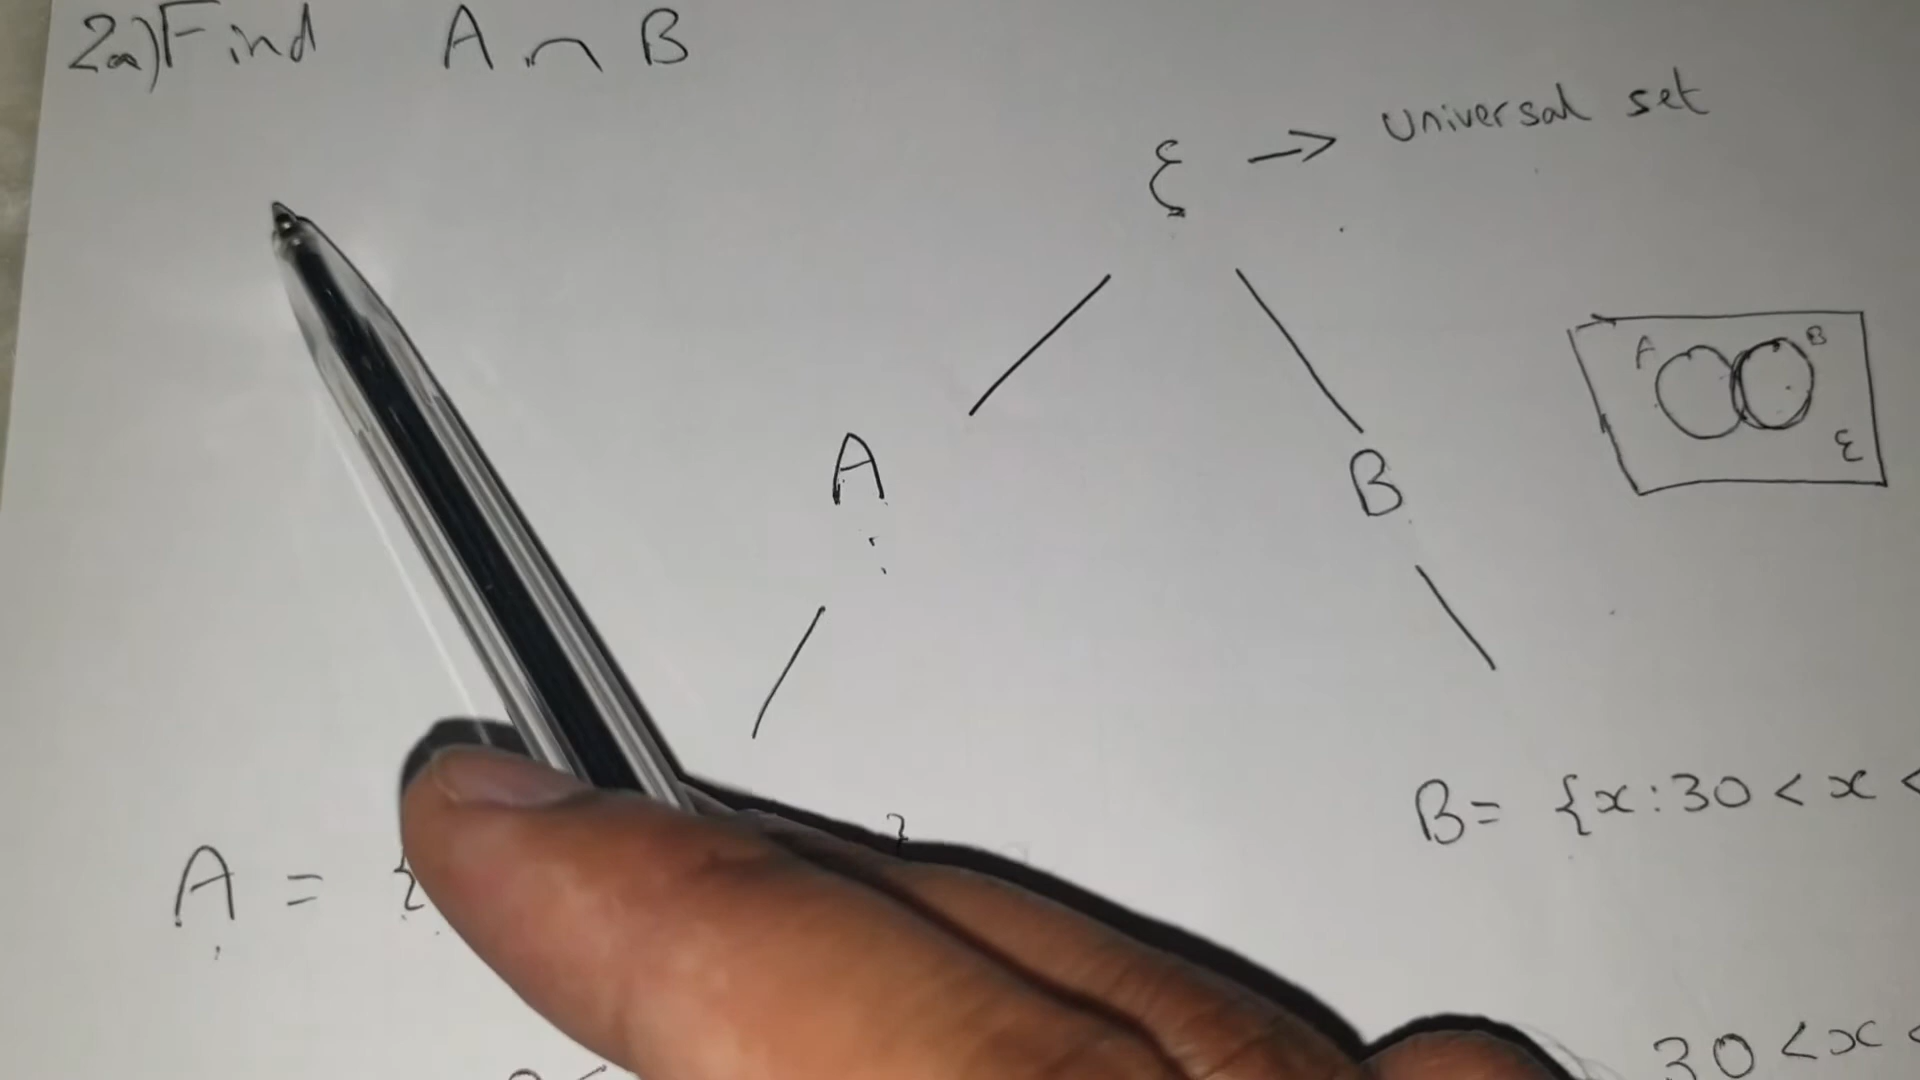 2a) Find A ∩ B
ξ → Universal set
A B
ξ
A
B
B = {x : 30 < x <
A = {
30 < x <